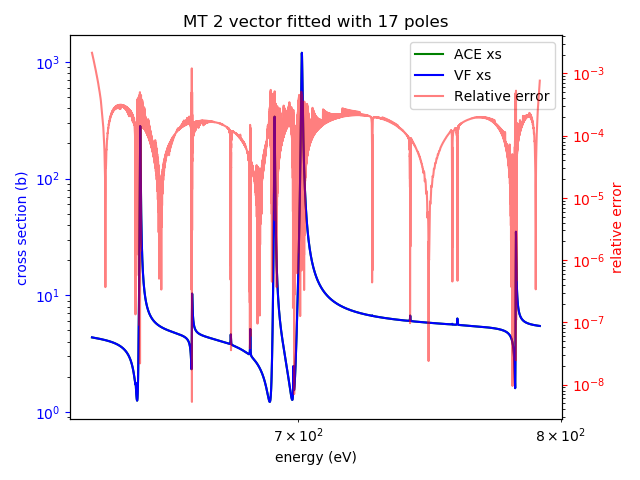 MT 2 vector fitted with 17 poles
ACE xs
VF xs
Relative error
10^3
10^2
10^1
10^0
cross section (b)
10^-3
10^-4
10^-5
10^-6
10^-7
10^-8
relative error
7 × 10^2
8 × 10^2
energy (eV)